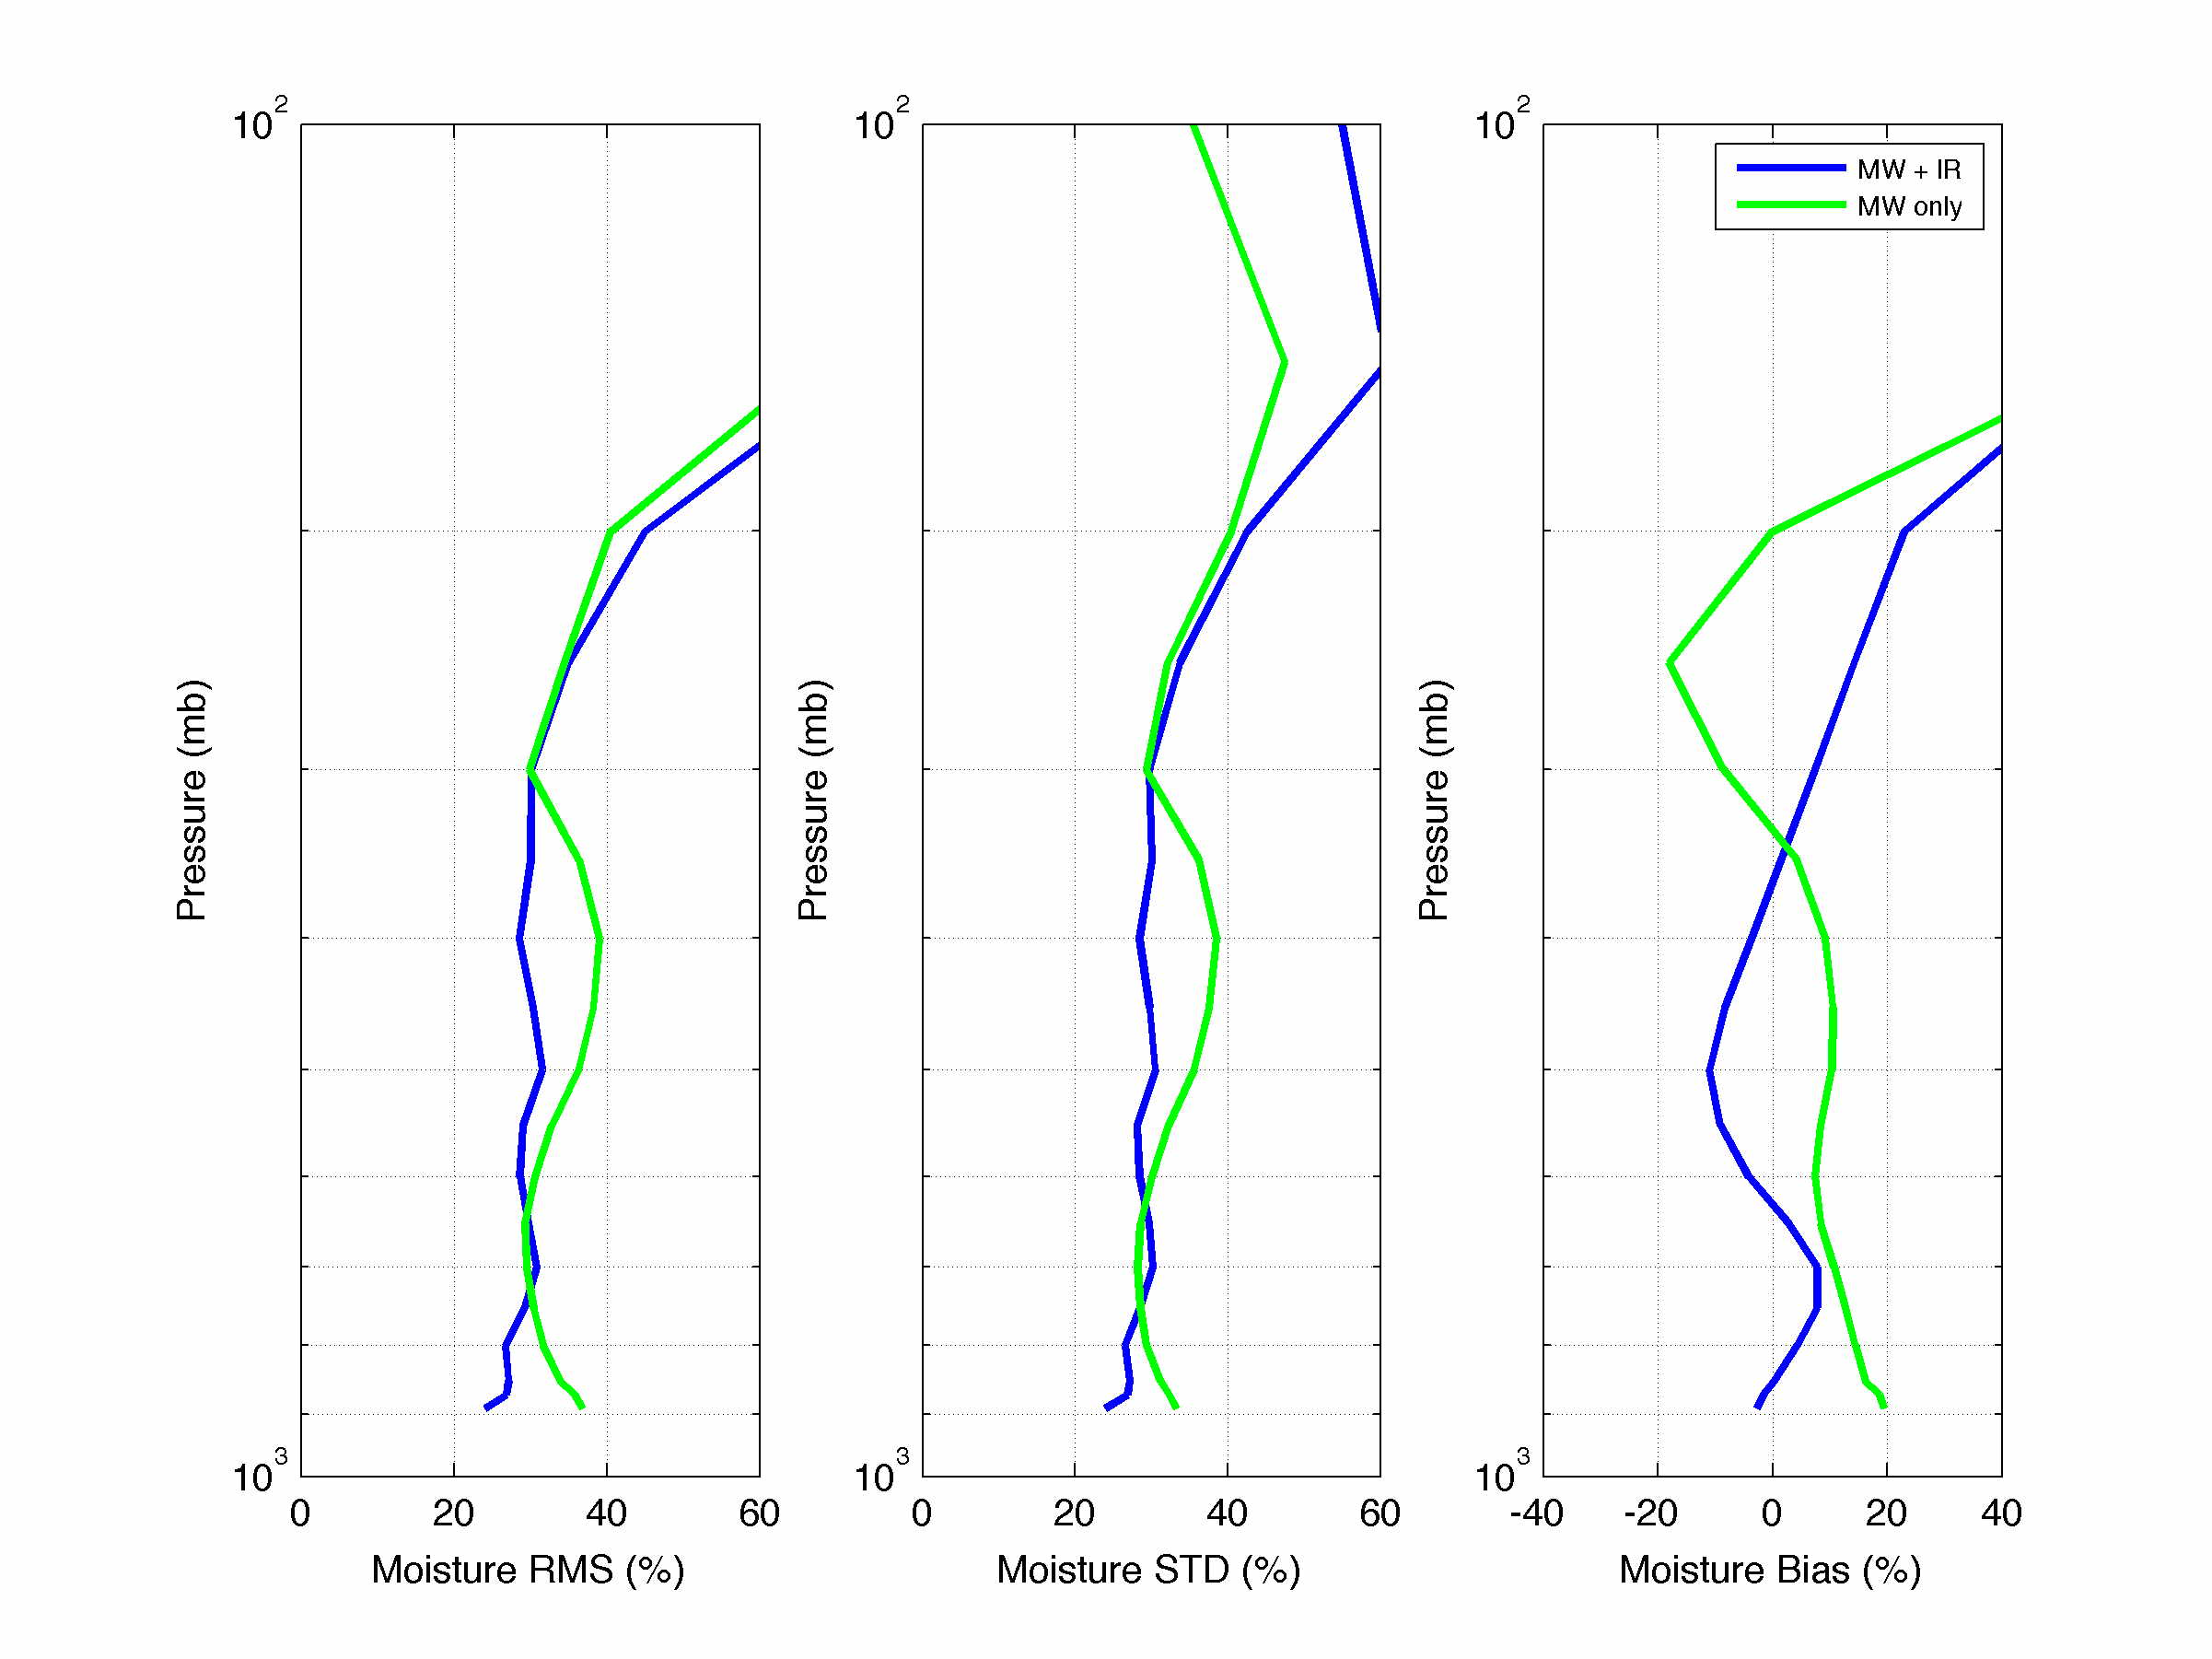 10²
Pressure (mb)
10³
0 20 40 60
Moisture RMS (%)
10²
Pressure (mb)
10³
0 20 40 60
Moisture STD (%)
10²
MW + IR
MW only
Pressure (mb)
10³
-40 -20 0 20 40
Moisture Bias (%)